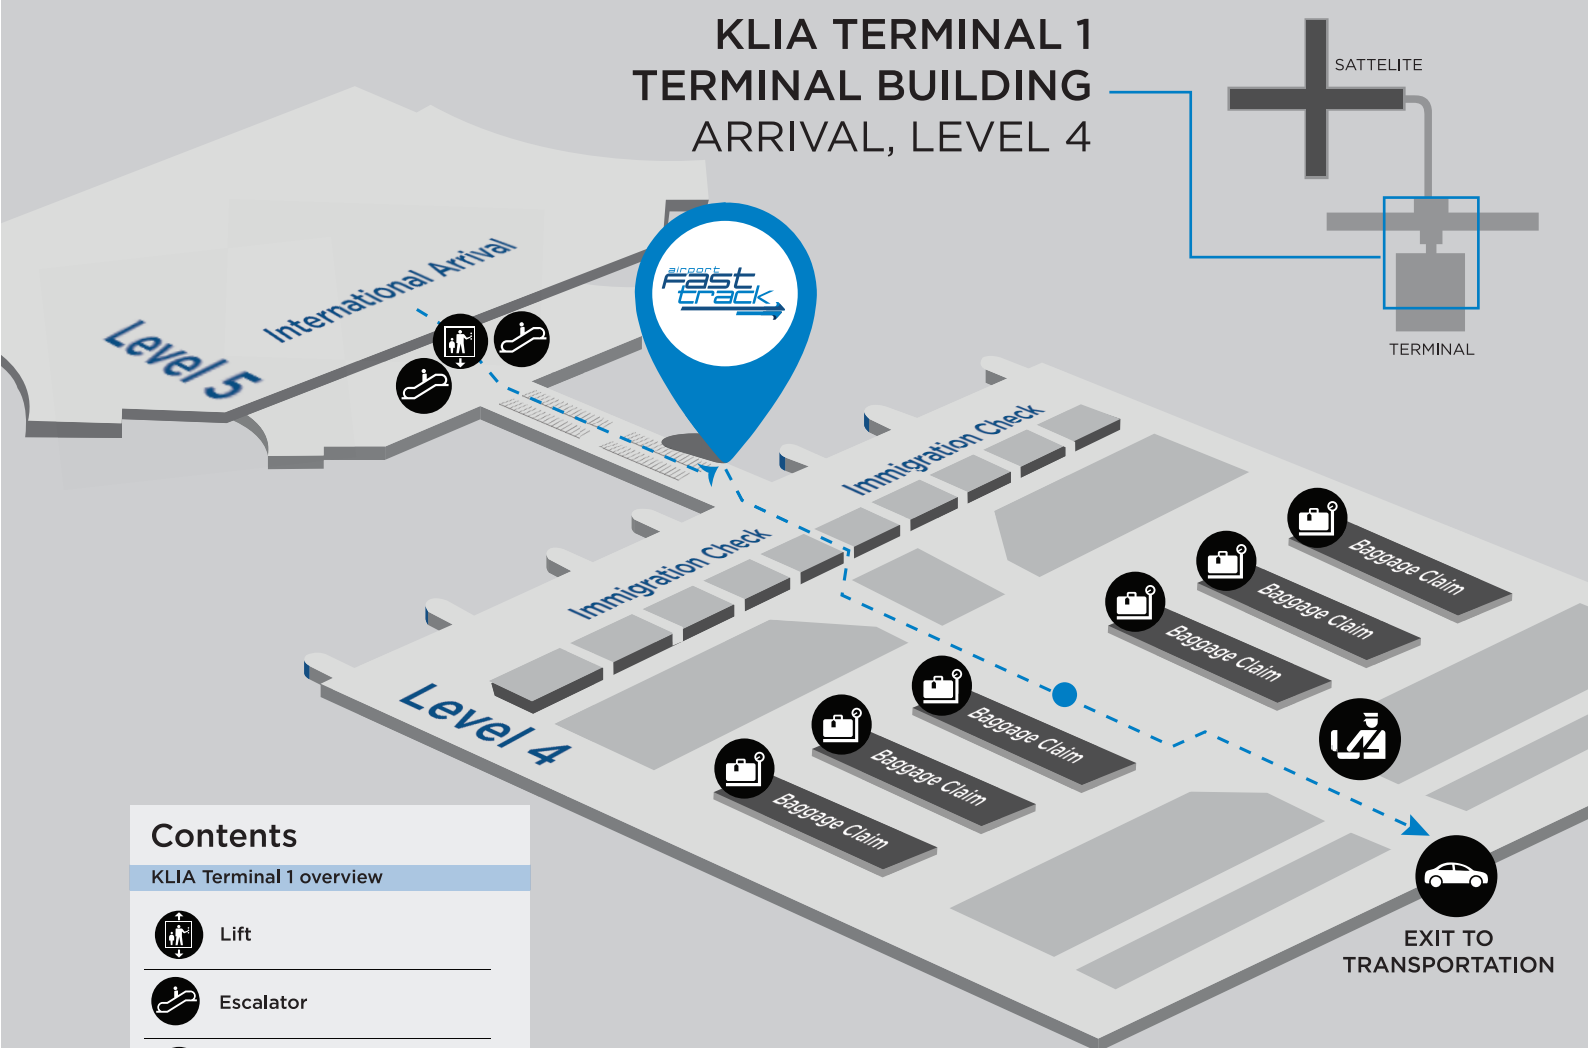 KLIA TERMINAL 1
TERMINAL BUILDING
ARRIVAL, LEVEL 4
SATTELITE
TERMINAL
International Arrival
Level 5
airport
Fast
track
Immigration Check
Immigration Check
Level 4
Baggage Claim
Baggage Claim
Baggage Claim
Baggage Claim
Baggage Claim
Baggage Claim
EXIT TO
TRANSPORTATION
Contents
KLIA Terminal 1 overview
Lift
Escalator